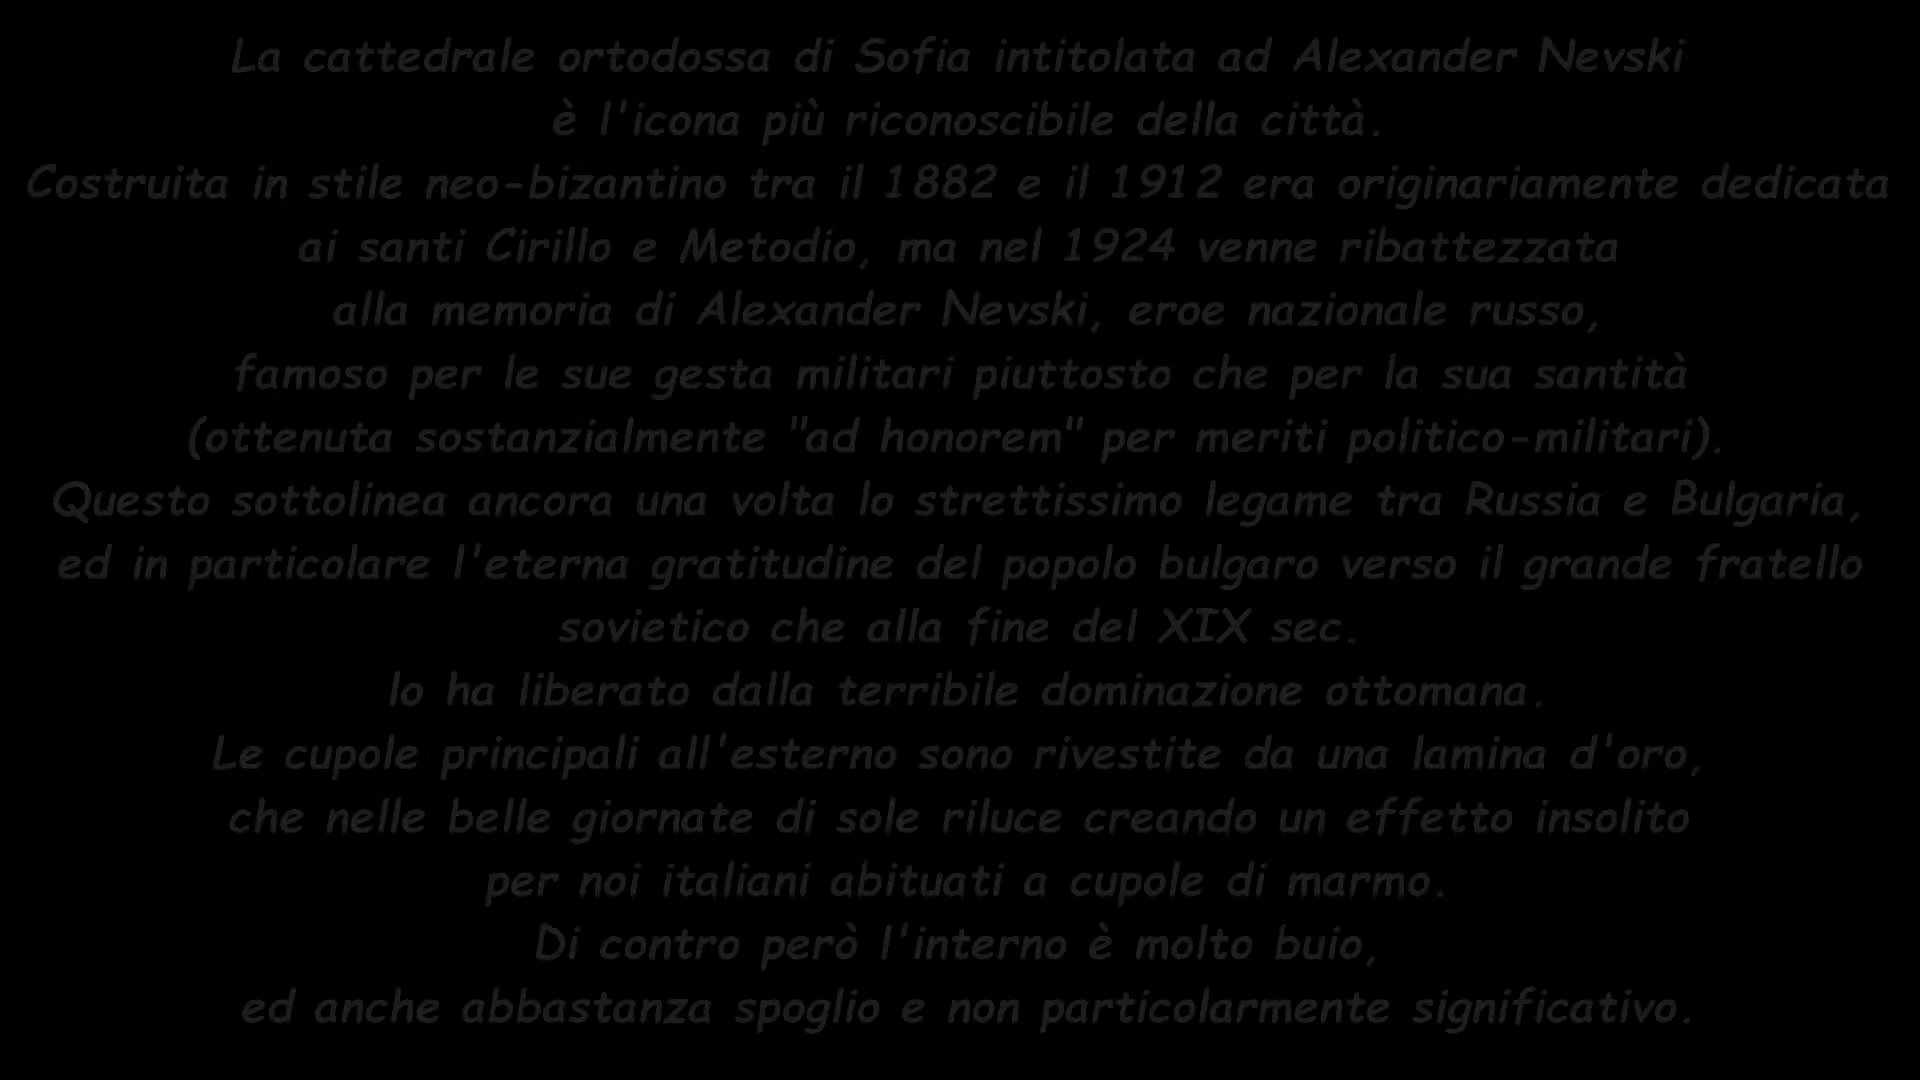 La cattedrale ortodossa di Sofia intitolata ad Alexander Nevski
è l'icona più riconoscibile della città.
Costruita in stile neo-bizantino tra il 1882 e il 1912 era originariamente dedicata
ai santi Cirillo e Metodio, ma nel 1924 venne ribattezzata
alla memoria di Alexander Nevski, eroe nazionale russo,
famoso per le sue gesta militari piuttosto che per la sua santità
(ottenuta sostanzialmente "ad honorem" per meriti politico-militari).
Questo sottolinea ancora una volta lo strettissimo legame tra Russia e Bulgaria,
ed in particolare l'eterna gratitudine del popolo bulgaro verso il grande fratello
sovietico che alla fine del XIX sec.
lo ha liberato dalla terribile dominazione ottomana.
Le cupole principali all'esterno sono rivestite da una lamina d'oro,
che nelle belle giornate di sole riluce creando un effetto insolito
per noi italiani abituati a cupole di marmo.
Di contro però l'interno è molto buio,
ed anche abbastanza spoglio e non particolarmente significativo.